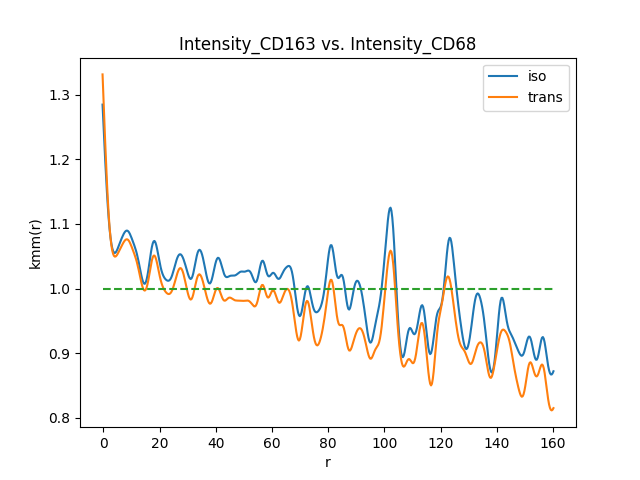 Intensity_CD163 vs. Intensity_CD68
iso
trans
1.3
1.2
1.1
1.0
0.9
0.8
kmm(r)
0 20 40 60 80 100 120 140 160
r